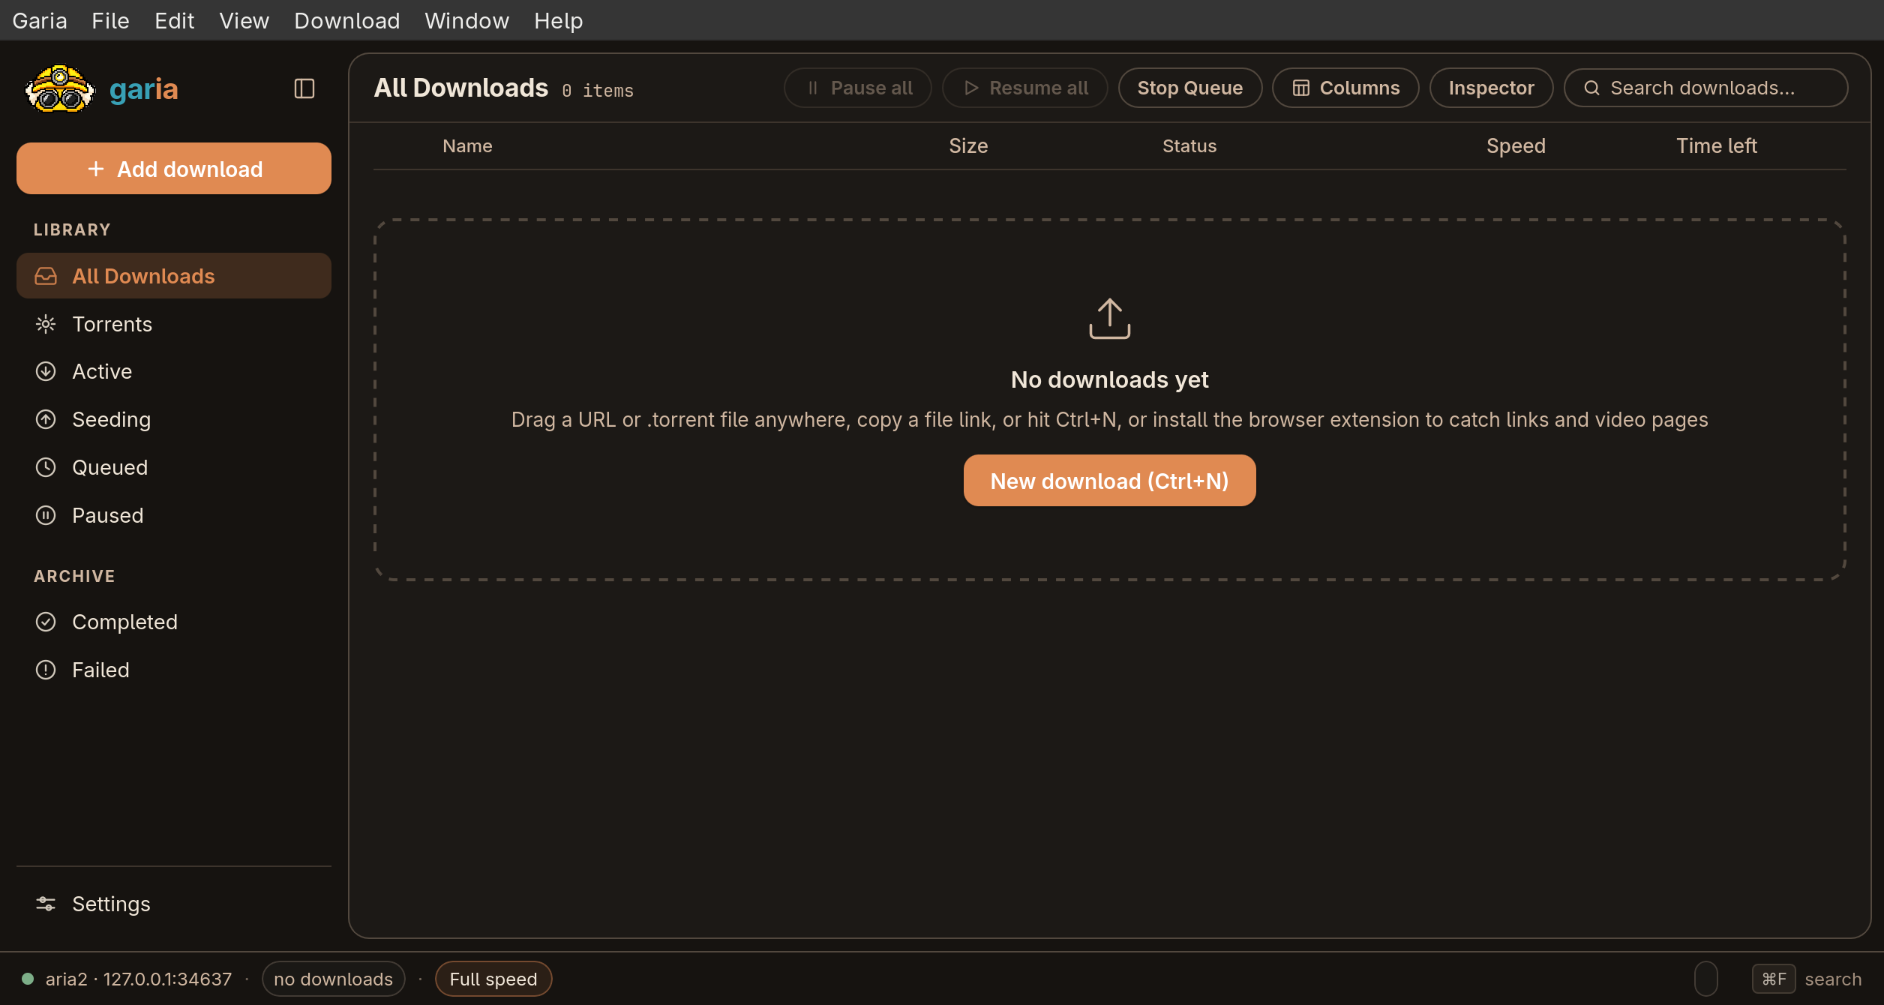 Garia File Edit View Download Window Help
garia
All Downloads 0 items
Pause all
Resume all
Stop Queue
Columns
Inspector
Search downloads...
Add download
LIBRARY
All Downloads
Torrents
Active
Seeding
Queued
Paused
ARCHIVE
Completed
Failed
Settings
Name Size Status Speed Time left
No downloads yet
Drag a URL or .torrent file anywhere, copy a file link, or hit Ctrl+N, or install the browser extension to catch links and video pages
New download (Ctrl+N)
aria2 · 127.0.0.1:34637 · no downloads · Full speed
⌘F search